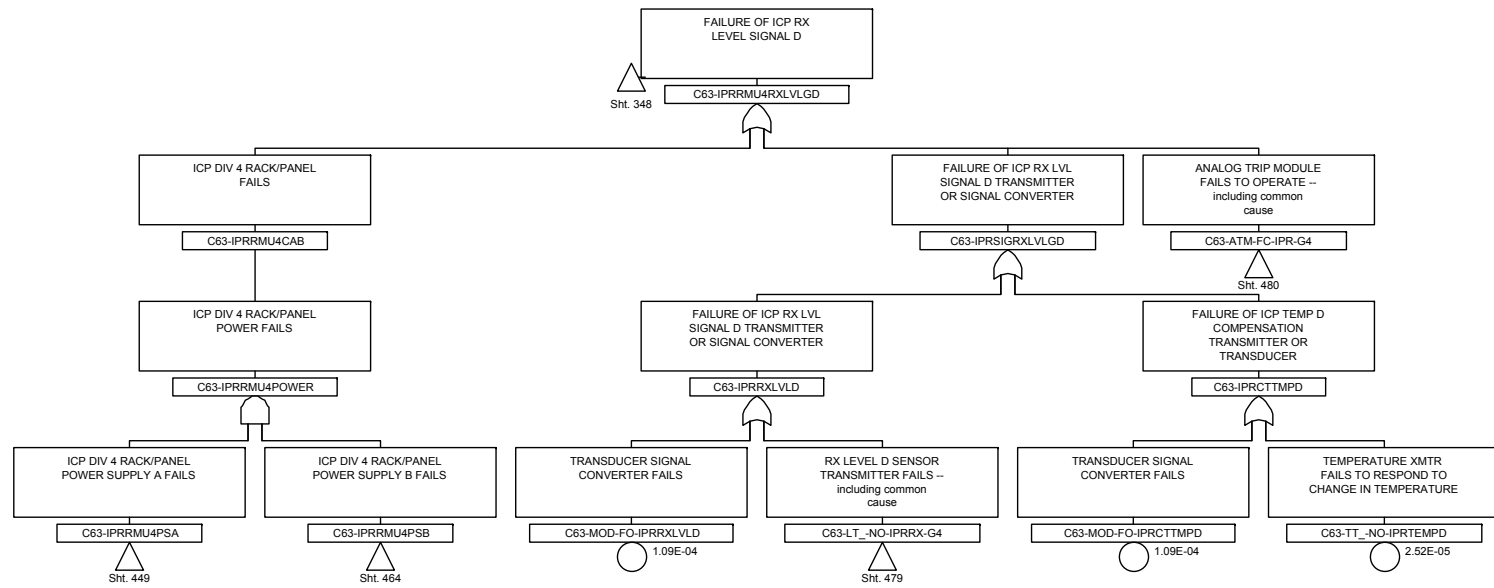 FAILURE OF ICP RX
LEVEL SIGNAL D
Sht. 348
C63-IPRRMU4RXLVLGD
ICP DIV 4 RACK/PANEL
FAILS
C63-IPRRMU4CAB
FAILURE OF ICP RX LVL
SIGNAL D TRANSMITTER
OR SIGNAL CONVERTER
C63-IPRSIGRXLVLGD
ANALOG TRIP MODULE
FAILS TO OPERATE --
including common
cause
C63-ATM-FC-IPR-G4
Sht. 480
ICP DIV 4 RACK/PANEL
POWER FAILS
C63-IPRRMU4POWER
FAILURE OF ICP RX LVL
SIGNAL D TRANSMITTER
OR SIGNAL CONVERTER
C63-IPRRXLVLD
FAILURE OF ICP TEMP D
COMPENSATION
TRANSMITTER OR
TRANSDUCER
C63-IPRCTTMPD
ICP DIV 4 RACK/PANEL
POWER SUPPLY A FAILS
C63-IPRRMU4PSA
Sht. 449
ICP DIV 4 RACK/PANEL
POWER SUPPLY B FAILS
C63-IPRRMU4PSB
Sht. 464
TRANSDUCER SIGNAL
CONVERTER FAILS
C63-MOD-FO-IPRRXLVLD
1.09E-04
RX LEVEL D SENSOR
TRANSMITTER FAILS --
including common
cause
C63-LT_-NO-IPRRX-G4
Sht. 479
TRANSDUCER SIGNAL
CONVERTER FAILS
C63-MOD-FO-IPRCTTMPD
1.09E-04
TEMPERATURE XMTR
FAILS TO RESPOND TO
CHANGE IN TEMPERATURE
C63-TT_-NO-IPRTEMPD
2.52E-05